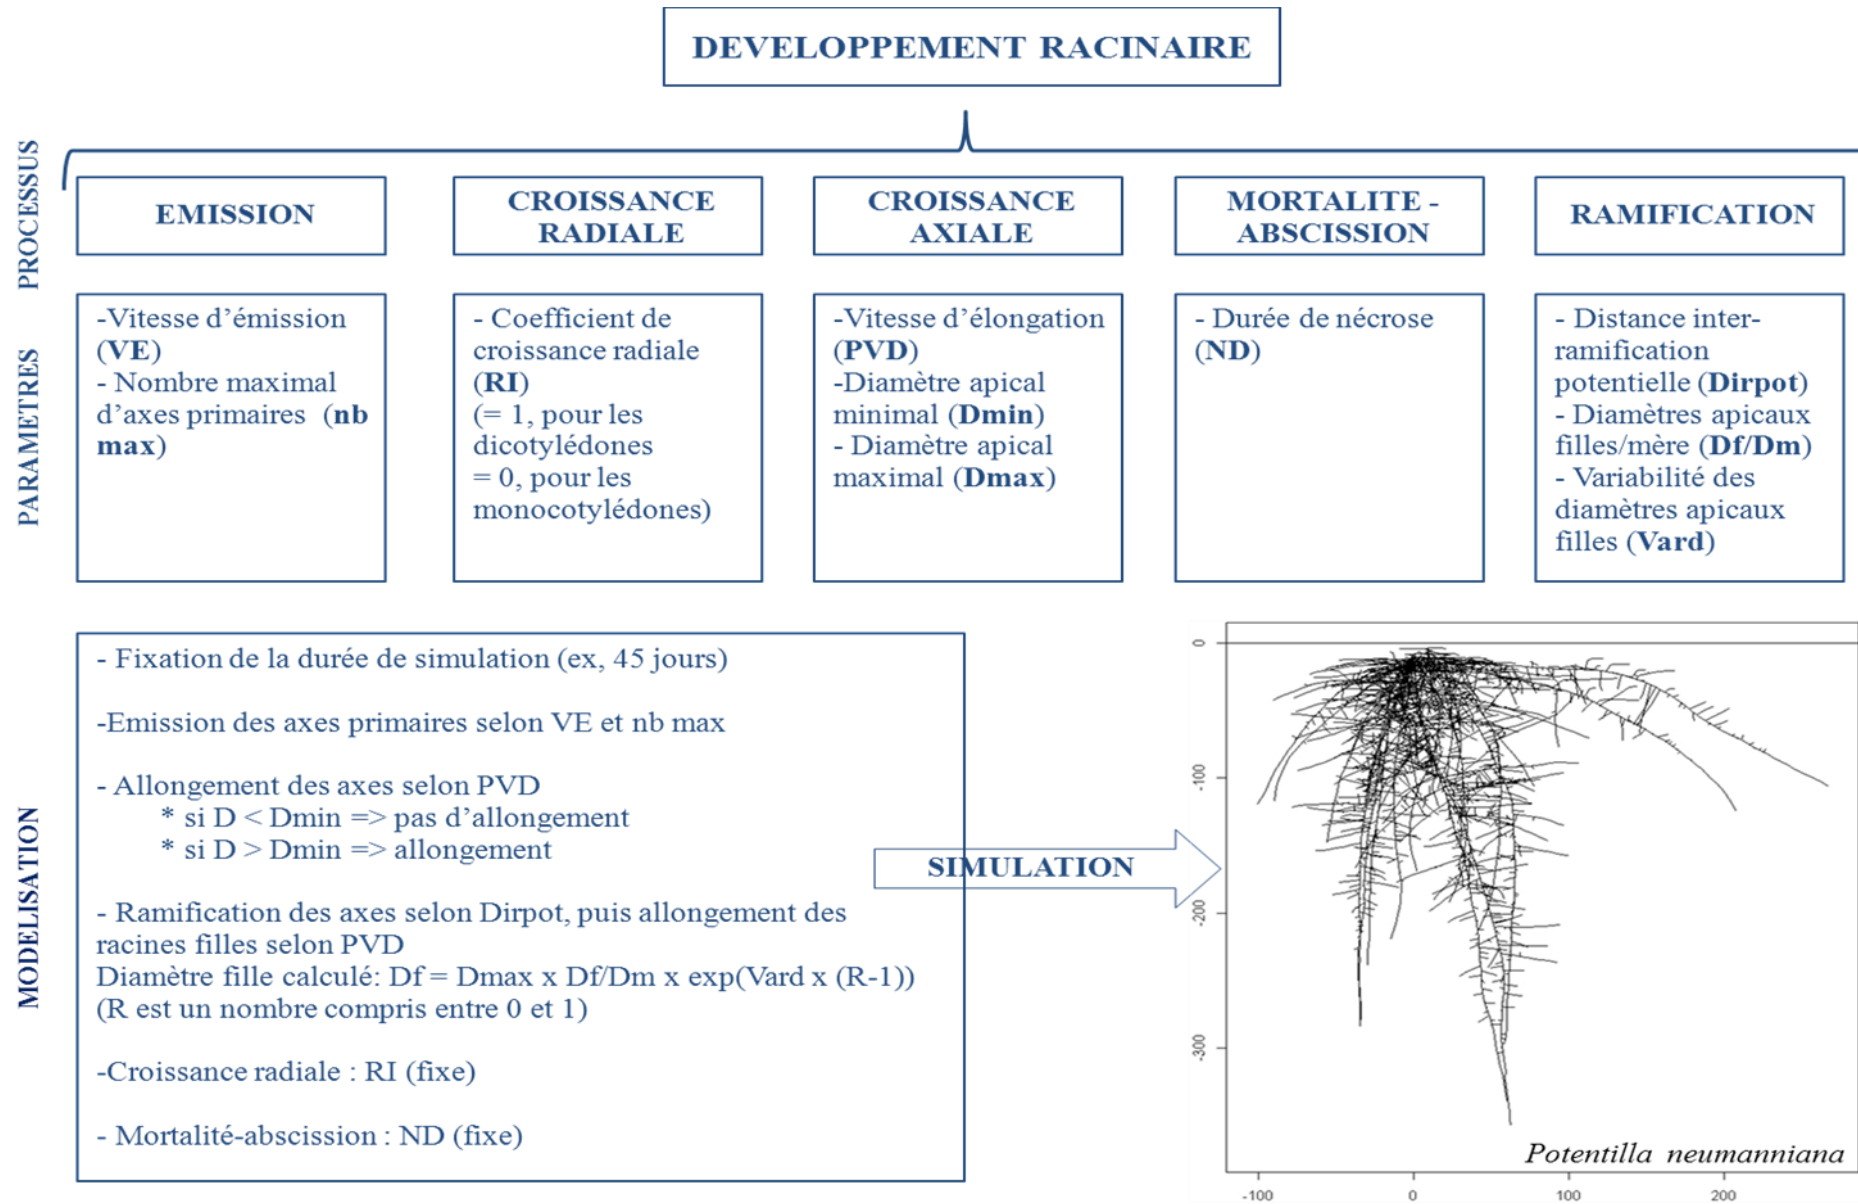 DEVELOPPEMENT RACINAIRE
PROCESSUS
EMISSION
CROISSANCE
RADIALE
CROISSANCE
AXIALE
MORTALITE -
ABSCISSION
RAMIFICATION
PARAMETRES
-Vitesse d’émission
(VE)
- Nombre maximal
d’axes primaires (nb
max)
- Coefficient de
croissance radiale
(RI)
(= 1, pour les
dicotylédones
= 0, pour les
monocotylédones)
-Vitesse d’élongation
(PVD)
-Diamètre apical
minimal (Dmin)
- Diamètre apical
maximal (Dmax)
- Durée de nécrose
(ND)
- Distance inter-
ramification
potentielle (Dirpot)
- Diamètres apicaux
filles/mère (Df/Dm)
- Variabilité des
diamètres apicaux
filles (Vard)
MODELISATION
- Fixation de la durée de simulation (ex, 45 jours)
-Emission des axes primaires selon VE et nb max
- Allongement des axes selon PVD
* si D < Dmin => pas d’allongement
* si D > Dmin => allongement
- Ramification des axes selon Dirpot, puis allongement des
racines filles selon PVD
Diamètre fille calculé: Df = Dmax x Df/Dm x exp(Vard x (R-1))
(R est un nombre compris entre 0 et 1)
-Croissance radiale : RI (fixe)
- Mortalité-abscission : ND (fixe)
SIMULATION
0
-100
-200
-300
Potentilla neumanniana
-100 0 100 200